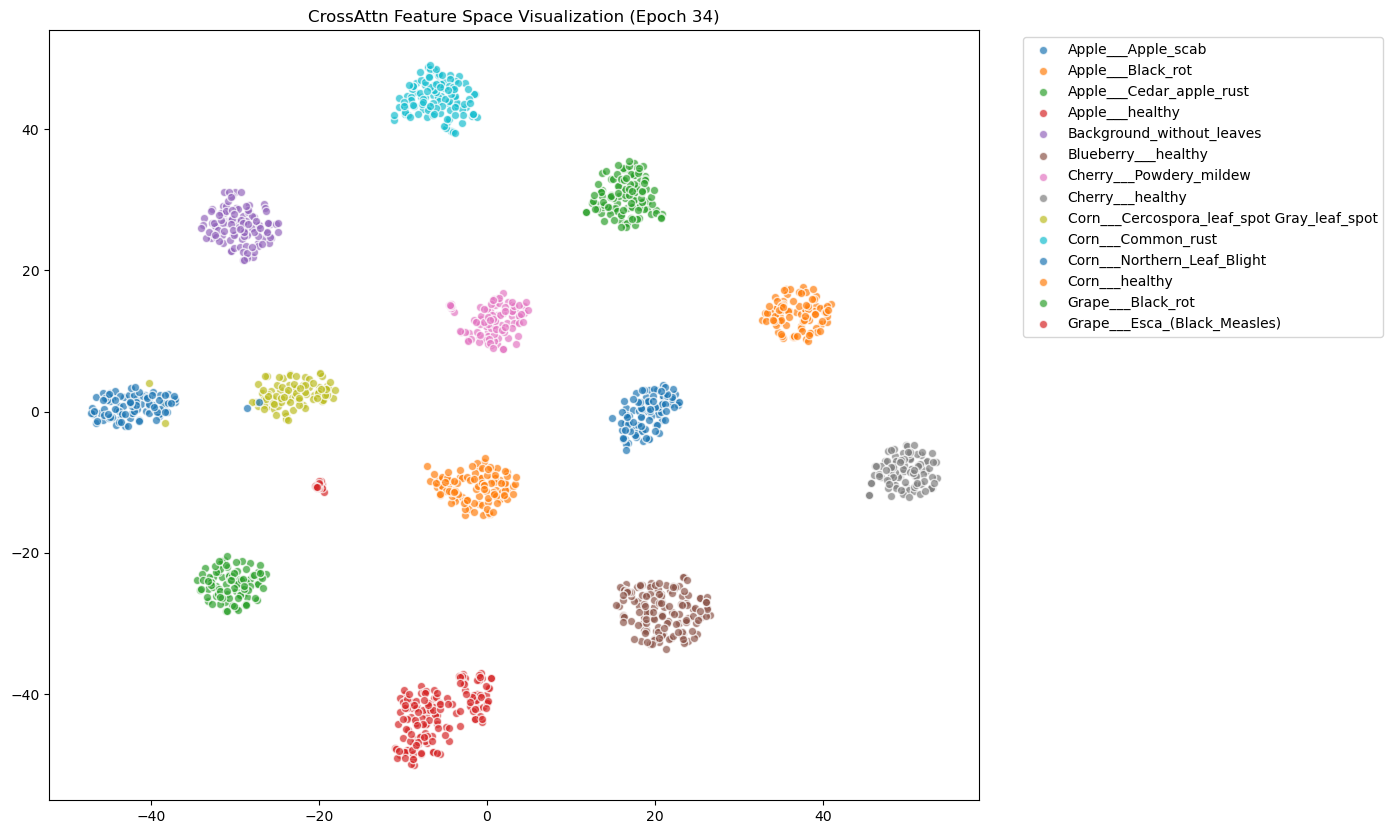 CrossAttn Feature Space Visualization (Epoch 34)
40
20
0
−20
−40
−40
−20
0
20
40
Apple___Apple_scab
Apple___Black_rot
Apple___Cedar_apple_rust
Apple___healthy
Background_without_leaves
Blueberry___healthy
Cherry___Powdery_mildew
Cherry___healthy
Corn___Cercospora_leaf_spot Gray_leaf_spot
Corn___Common_rust
Corn___Northern_Leaf_Blight
Corn___healthy
Grape___Black_rot
Grape___Esca_(Black_Measles)